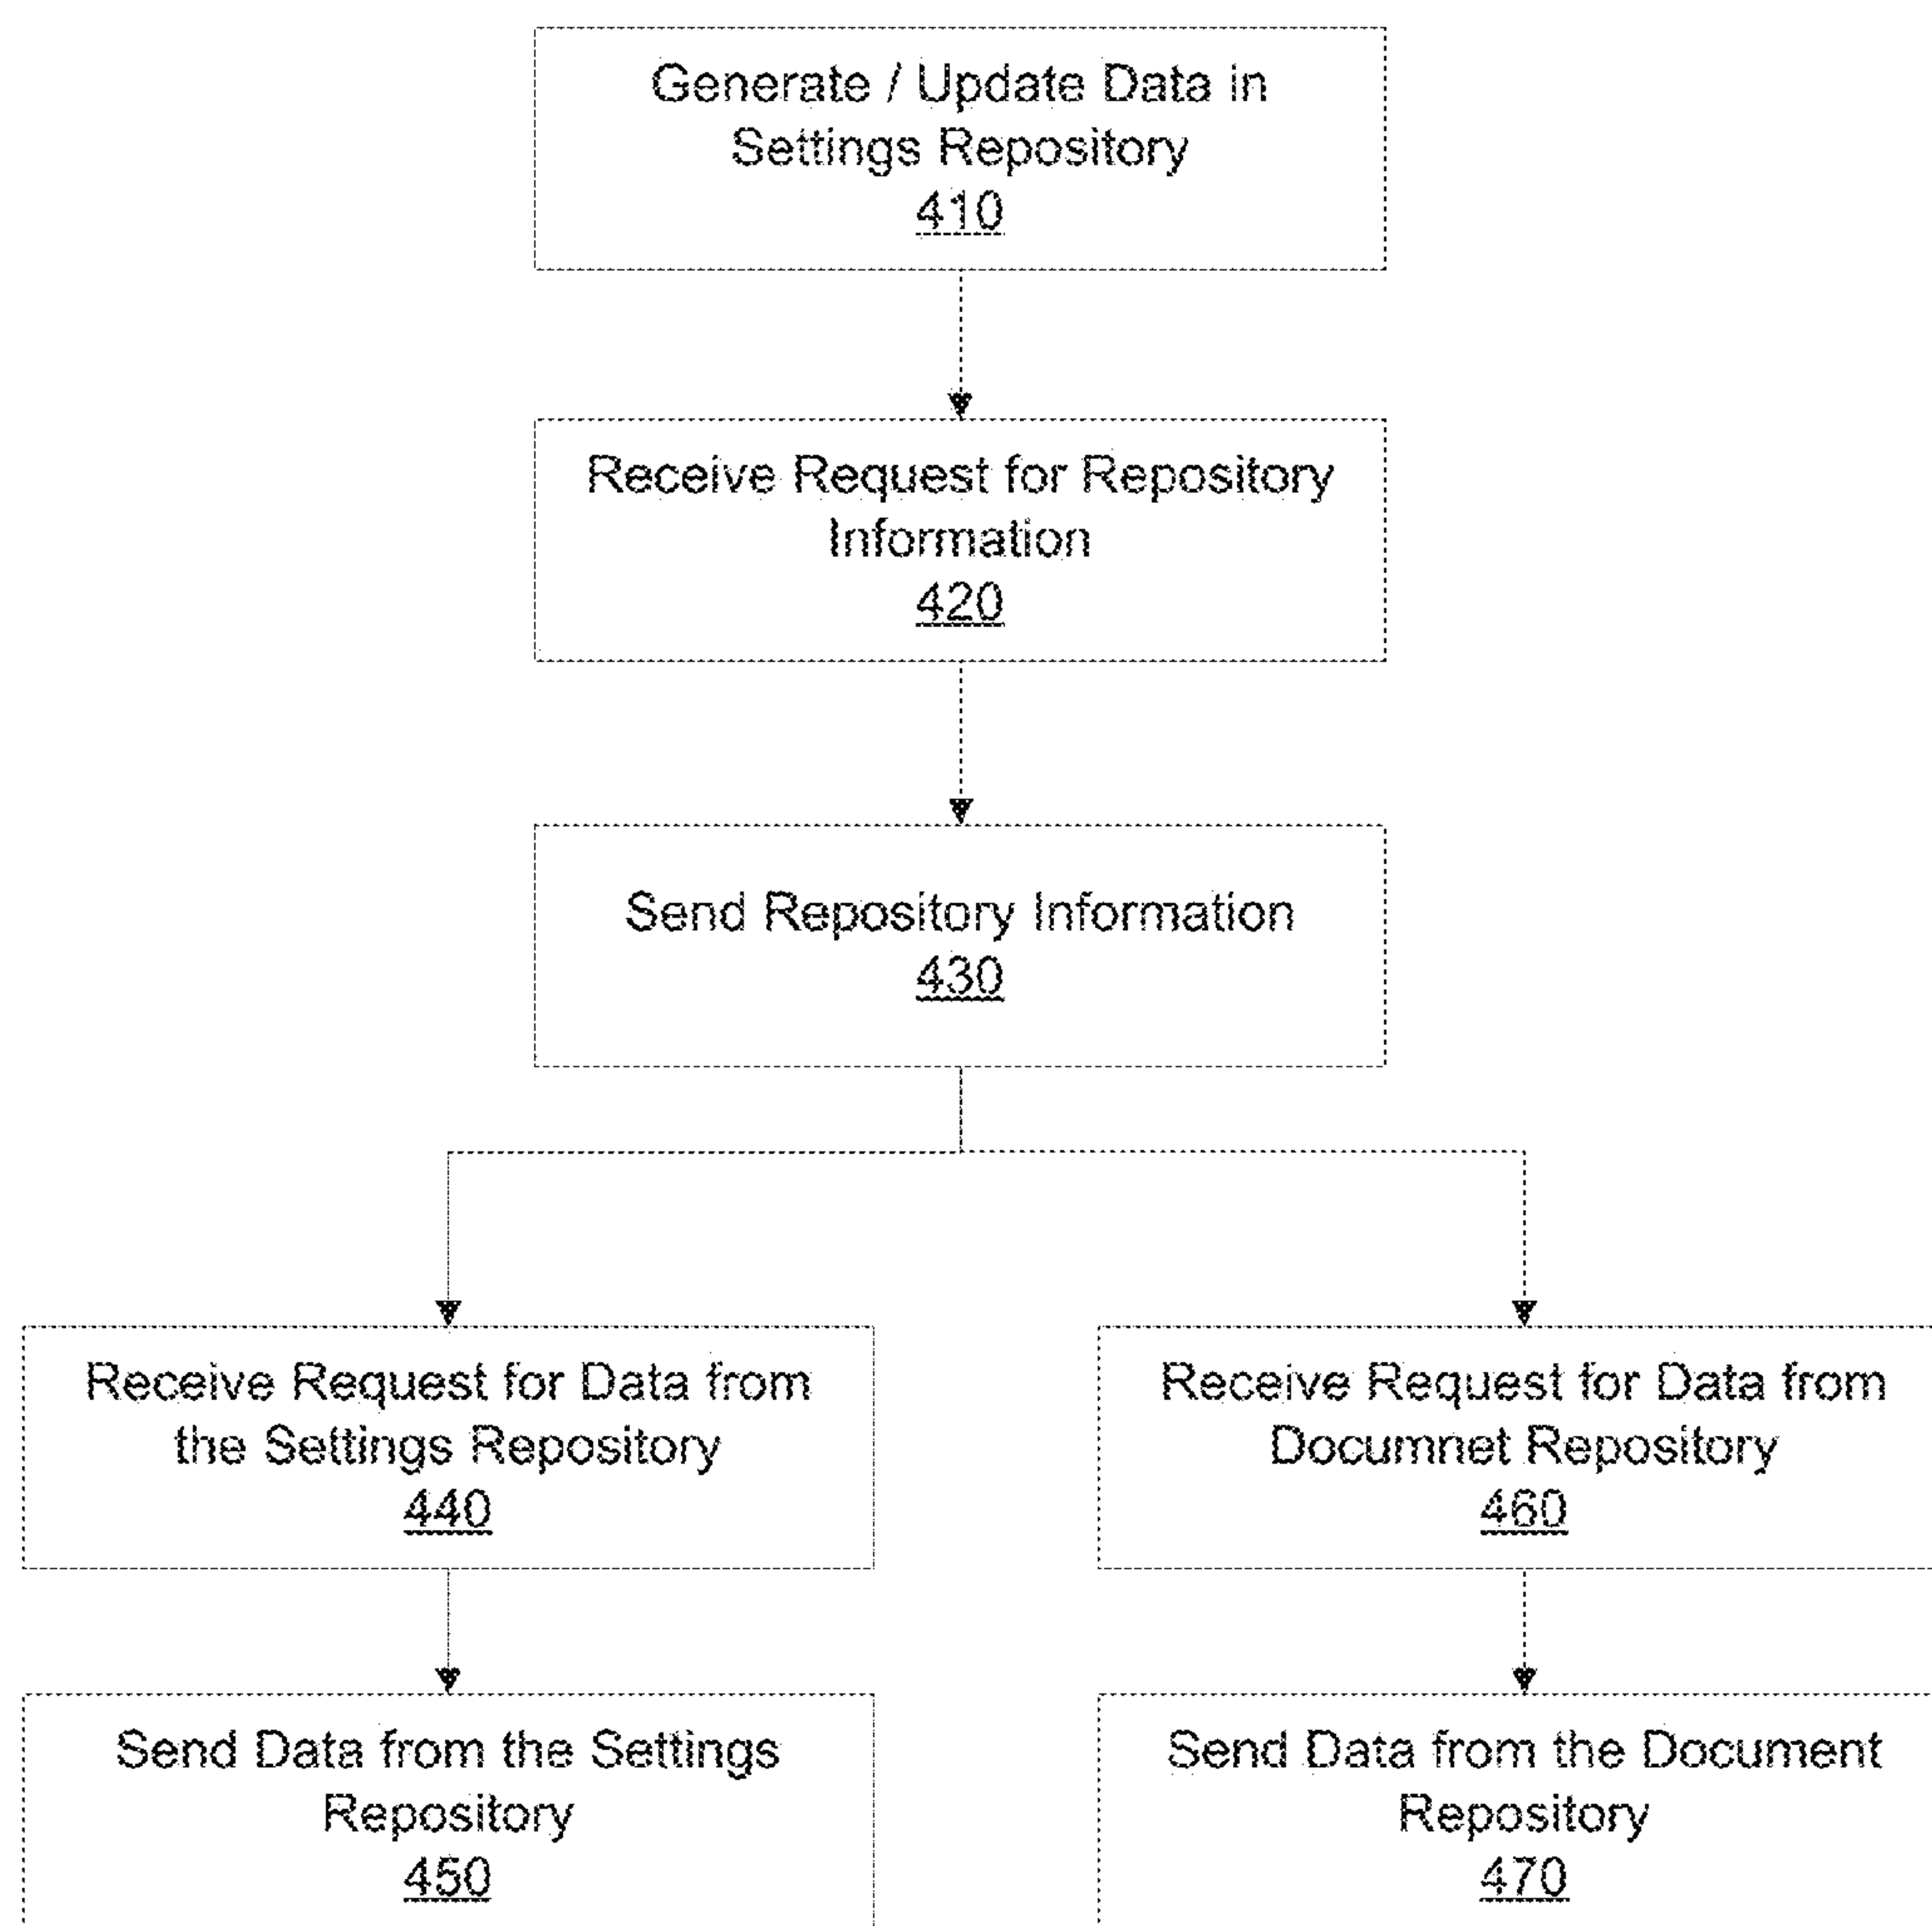 Generate / Update Data in
Settings Repository
410
Receive Request for Repository
Information
420
Send Repository Information
430
Receive Request for Data from
the Settings Repository
440
Receive Request for Data from
Documnet Repository
460
Send Data from the Settings
Repository
450
Send Data from the Document
Repository
470